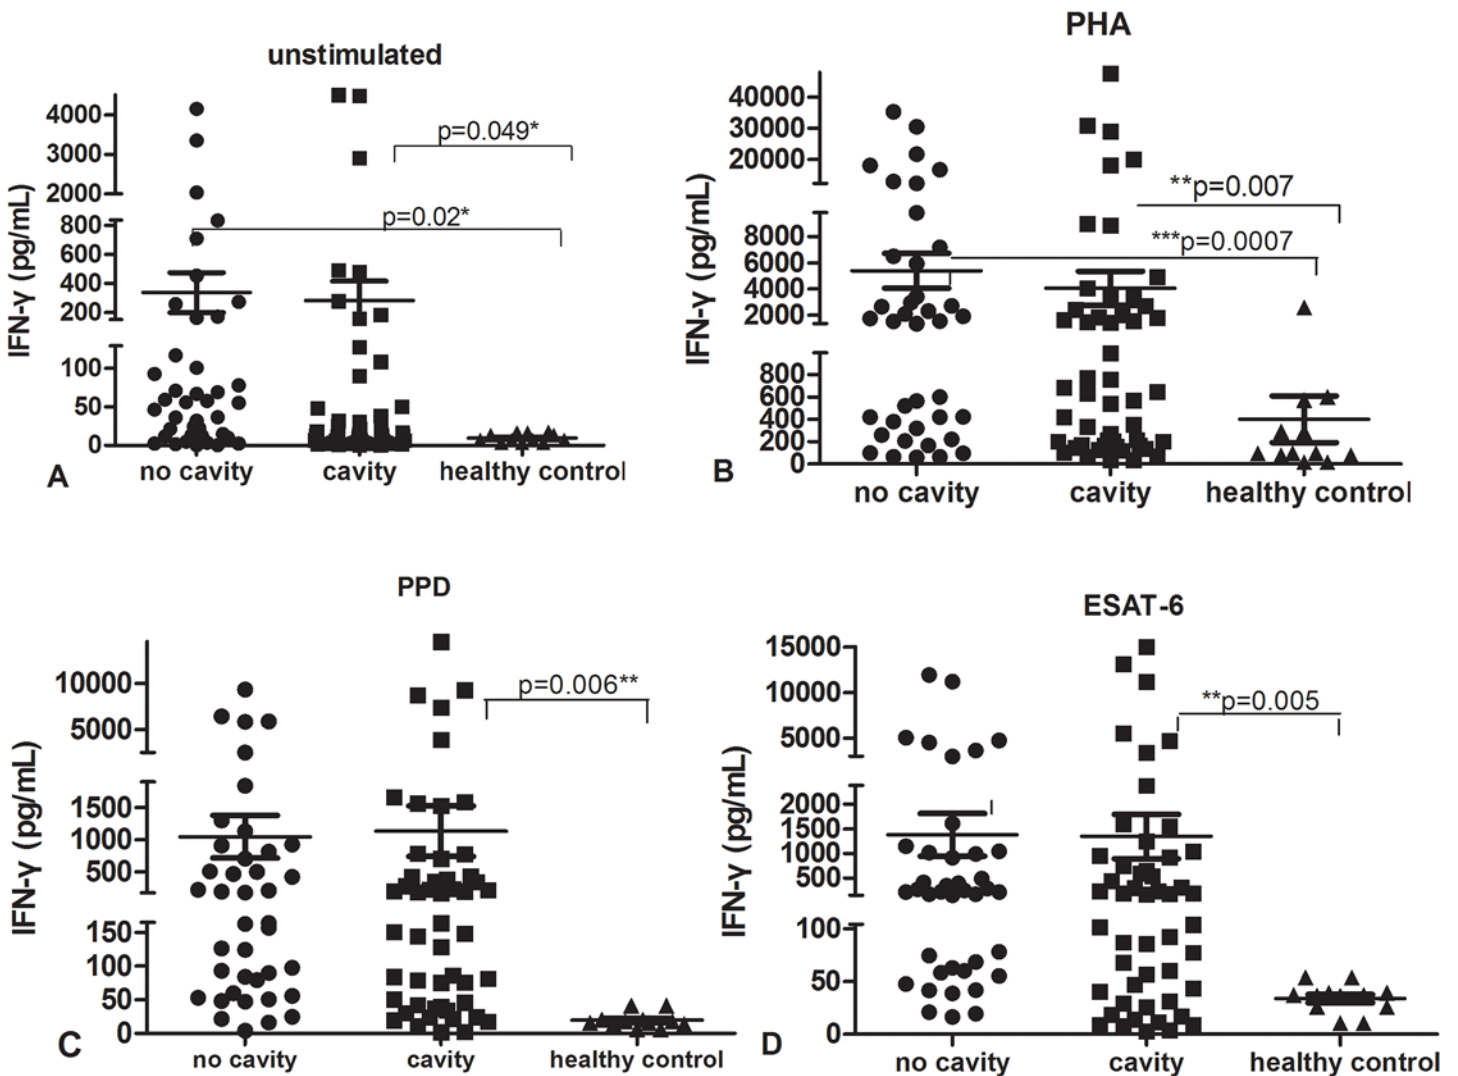 unstimulated
IFN-γ (pg/mL)
4000
3000
2000
800
600
400
200
100
50
0
p=0.049*
p=0.02*
no cavity
cavity
healthy control
A
PHA
IFN-γ (pg/mL)
40000
30000
20000
8000
6000
4000
2000
800
600
400
200
0
**p=0.007
***p=0.0007
no cavity
cavity
healthy control
B
PPD
IFN-γ (pg/mL)
10000
5000
1500
1000
500
150
100
50
0
p=0.006**
no cavity
cavity
healthy control
C
ESAT-6
IFN-γ (pg/mL)
15000
10000
5000
2000
1500
1000
500
100
50
0
**p=0.005
no cavity
cavity
healthy control
D